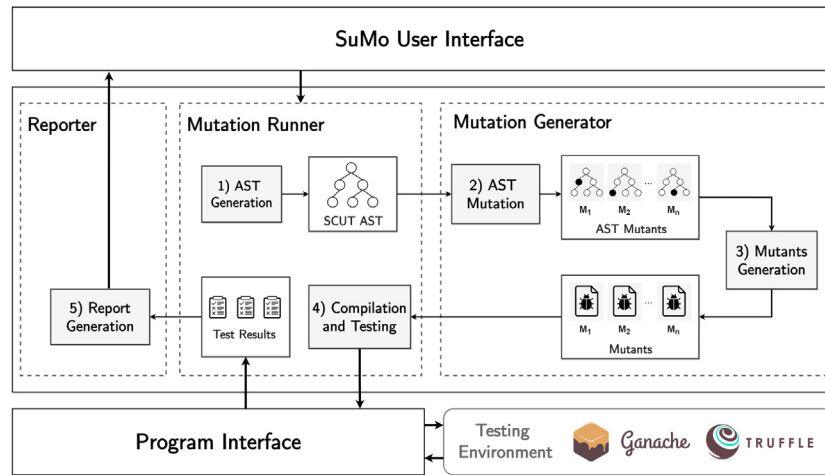 SuMo User Interface
Reporter
Mutation Runner
Mutation Generator
1) AST
Generation
SCUT AST
2) AST
Mutation
M1 M2 ... Mn
AST Mutants
3) Mutants
Generation
M1 M2 ... Mn
Mutants
4) Compilation
and Testing
Test Results
5) Report
Generation
Program Interface
Testing
Environment
Ganache
TRUFFLE